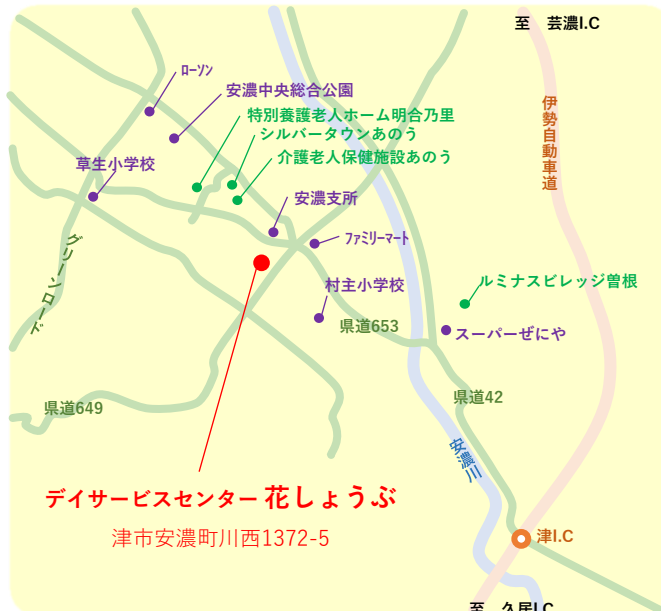 至 芸濃I.C
ﾛｰｿﾝ
安濃中央総合公園
伊勢自動車道
特別養護老人ホーム明合乃里
シルバータウンあのう
介護老人保健施設あのう
草生小学校
安濃支所
ﾌｧﾐﾘｰﾏｰﾄ
グリーンロード
ルミナスビレッジ曽根
村主小学校
県道653
スーパーぜにや
県道42
県道649
安濃川
デイサービスセンター 花しょうぶ
津市安濃町川西1372-5
津I.C
至 久居I.C